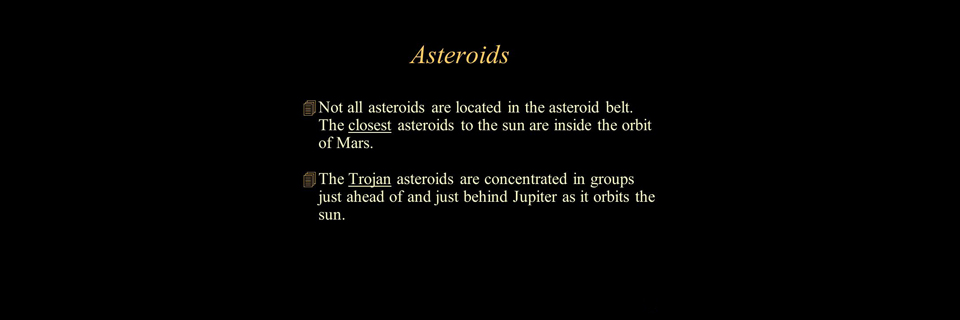 Asteroids
Not all asteroids are located in the asteroid belt.
The closest asteroids to the sun are inside the orbit
of Mars.
The Trojan asteroids are concentrated in groups
just ahead of and just behind Jupiter as it orbits the
sun.